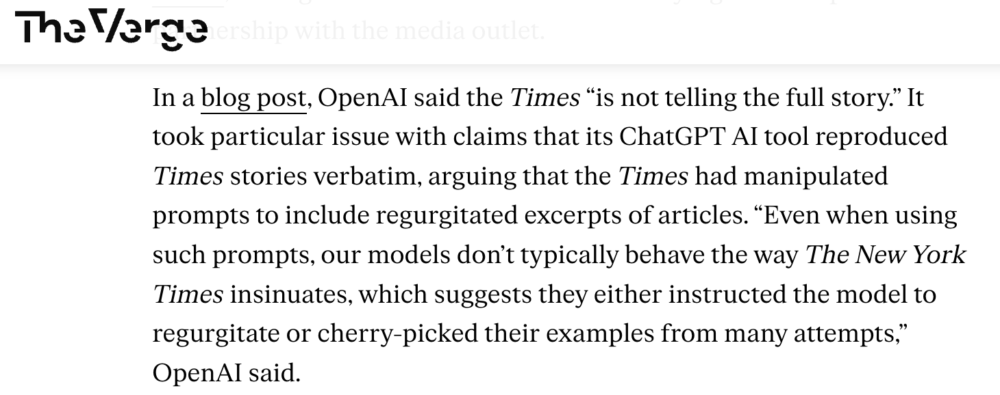 The Verge
partnership with the media outlet.
In a blog post, OpenAI said the Times “is not telling the full story.” It
took particular issue with claims that its ChatGPT AI tool reproduced
Times stories verbatim, arguing that the Times had manipulated
prompts to include regurgitated excerpts of articles. “Even when using
such prompts, our models don’t typically behave the way The New York
Times insinuates, which suggests they either instructed the model to
regurgitate or cherry-picked their examples from many attempts,”
OpenAI said.